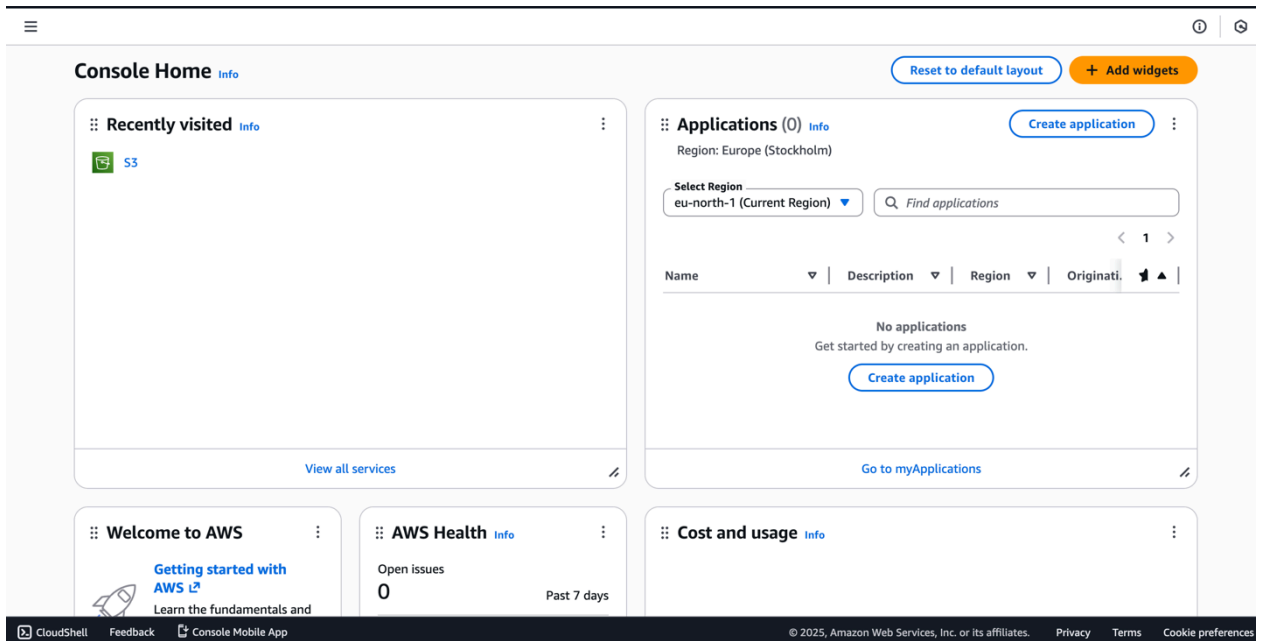 Console Home Info
Reset to default layout
+ Add widgets
Recently visited Info
S3
View all services
Applications (0) Info
Create application
Region: Europe (Stockholm)
Select Region
eu-north-1 (Current Region)
Find applications
1
Name
Description
Region
Originati.
No applications
Get started by creating an application.
Create application
Go to myApplications
Welcome to AWS
Getting started with
AWS
Learn the fundamentals and
AWS Health Info
Open issues
0
Past 7 days
Cost and usage Info
CloudShell
Feedback
Console Mobile App
© 2025, Amazon Web Services, Inc. or its affiliates.
Privacy
Terms
Cookie preferences